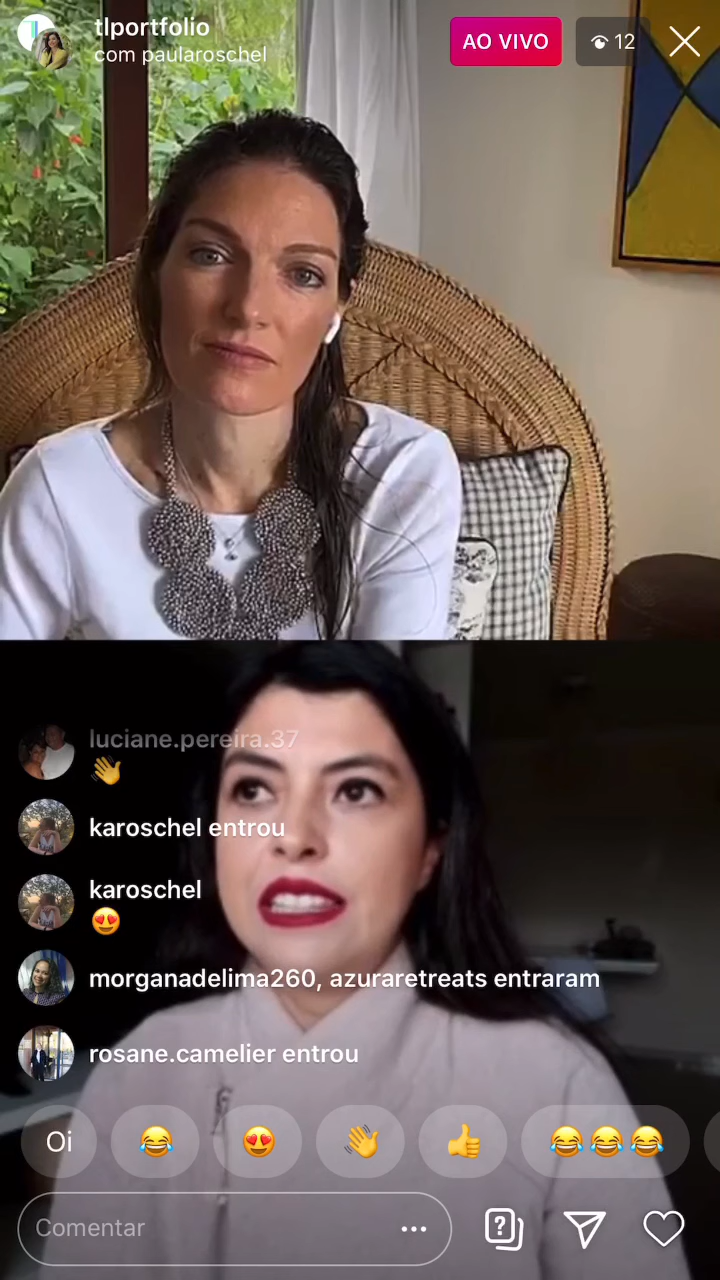 tlportfolio
com paularoschel
AO VIVO
12
luciane.pereira.37
👋
karoschel entrou
karoschel
😍
morganadelima260, azuraretreats entraram
rosane.camelier entrou
Oi 😂 😍 👋 👍 😂😂😂
Comentar